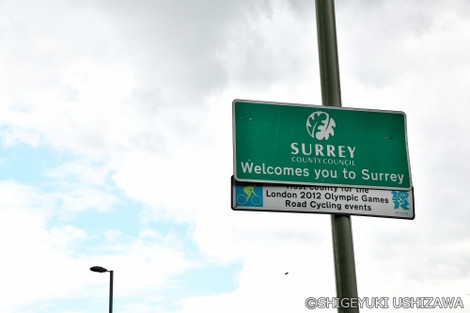 SURREY
COUNTY COUNCIL
Welcomes you to Surrey
Host County for the
London 2012 Olympic Games
Road Cycling events
©SHIGEYUKI USHIZAWA